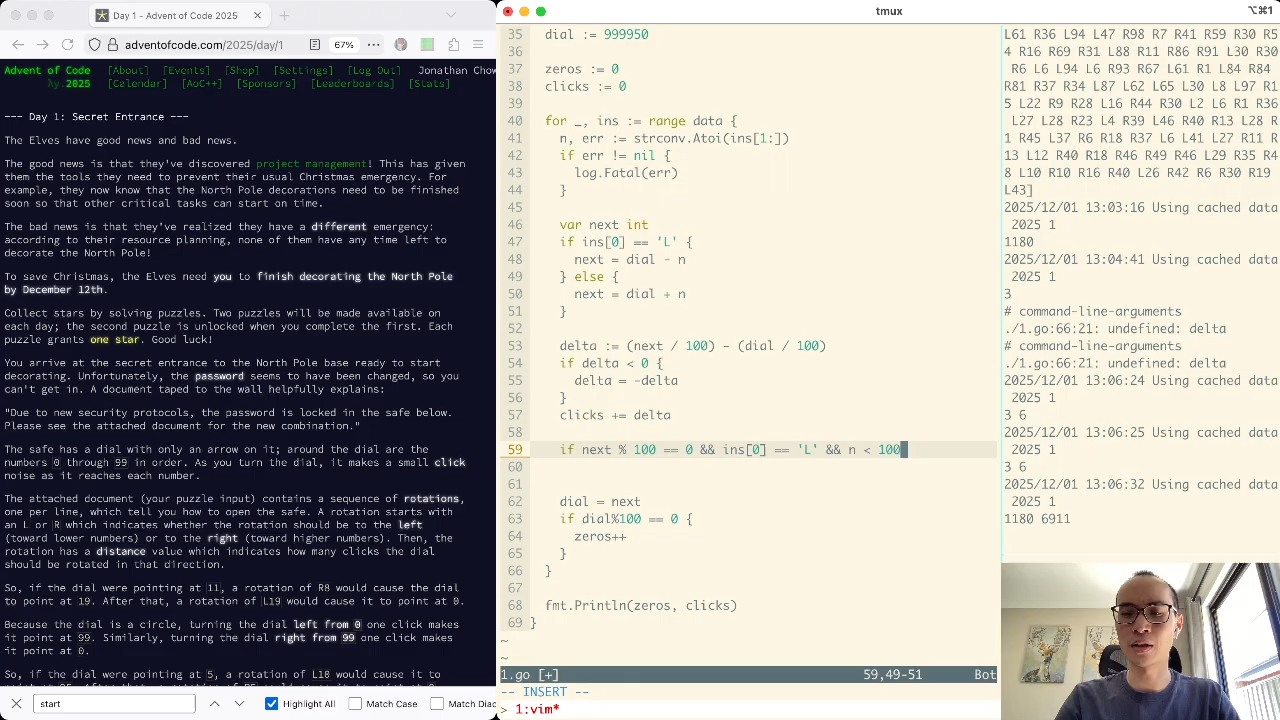 Day 1 - Advent of Code 2025
adventofcode.com/2025/day/1
67%
Advent of Code [About] [Events] [Shop] [Settings] [Log Out] Jonathan Chow
2025 [Calendar] [AoC++] [Sponsors] [Leaderboards] [Stats]
--- Day 1: Secret Entrance ---
The Elves have good news and bad news.
The good news is that they've discovered project management! This has given
them the tools they need to prevent their usual Christmas emergency. For
example, they now know that the North Pole decorations need to be finished
soon so that other critical tasks can start on time.
The bad news is that they've realized they have a different emergency:
according to their resource planning, none of them have any time left to
decorate the North Pole!
To save Christmas, the Elves need you to finish decorating the North Pole
by December 12th.
Collect stars by solving puzzles. Two puzzles will be made available on
each day; the second puzzle is unlocked when you complete the first. Each
puzzle grants one star. Good luck!
You arrive at the secret entrance to the North Pole base ready to start
decorating. Unfortunately, the password seems to have been changed, so you
can't get in. A document taped to the wall helpfully explains:
"Due to new security protocols, the password is locked in the safe below.
Please see the attached document for the new combination."
The safe has a dial with only an arrow on it; around the dial are the
numbers 0 through 99 in order. As you turn the dial, it makes a small click
noise as it reaches each number.
The attached document (your puzzle input) contains a sequence of rotations,
one per line, which tell you how to open the safe. A rotation starts with
an L or R which indicates whether the rotation should be to the left
(toward lower numbers) or to the right (toward higher numbers). Then, the
rotation has a distance value which indicates how many clicks the dial
should be rotated in that direction.
So, if the dial were pointing at 11, a rotation of R8 would cause the dial
to point at 19. After that, a rotation of L19 would cause it to point at 0.
Because the dial is a circle, turning the dial left from 0 one click makes
it point at 99. Similarly, turning the dial right from 99 one click makes
it point at 0.
So, if the dial were pointing at 5, a rotation of L10 would cause it to
start
Highlight All
Match Case
Match Diac
tmux
⌥⌘1
35 dial := 999950
36
37 zeros := 0
38 clicks := 0
39
40 for _, ins := range data {
41 n, err := strconv.Atoi(ins[1:])
42 if err != nil {
43 log.Fatal(err)
44 }
45
46 var next int
47 if ins[0] == 'L' {
48 next = dial - n
49 } else {
50 next = dial + n
51 }
52
53 delta := (next / 100) - (dial / 100)
54 if delta < 0 {
55 delta = -delta
56 }
57 clicks += delta
58
59 if next % 100 == 0 && ins[0] == 'L' && n < 100
60
61
62 dial = next
63 if dial%100 == 0 {
64 zeros++
65 }
66 }
67
68 fmt.Println(zeros, clicks)
69 }
~
~
1.go [+] 59,49-51 Bot
-- INSERT --
> 1:vim*
L61 R36 L94 L47 R98 R7 R41 R59 R30 R5
4 R16 R69 R31 L88 R11 R86 R91 L30 R30
R6 L6 L94 L6 R93 R67 L61 R1 L84 R84
R81 R37 R34 L87 L62 L65 L30 L8 L97 R1
5 L22 R9 R28 L16 R44 R30 L2 L6 R1 R36
L27 L28 R23 L4 R39 L46 R40 R13 L28 R
1 R45 L37 R6 R18 R37 L6 L41 L37 R11 R
13 L12 R40 R18 R46 R49 R46 L29 R35 R4
8 L10 R10 R16 R40 L26 R42 R6 R30 R19
L43]
2025/12/01 13:03:16 Using cached data
2025 1
1180
2025/12/01 13:04:41 Using cached data
2025 1
3
# command-line-arguments
./1.go:66:21: undefined: delta
# command-line-arguments
./1.go:66:21: undefined: delta
2025/12/01 13:06:24 Using cached data
2025 1
3 6
2025/12/01 13:06:25 Using cached data
2025 1
3 6
2025/12/01 13:06:32 Using cached data
2025 1
1180 6911